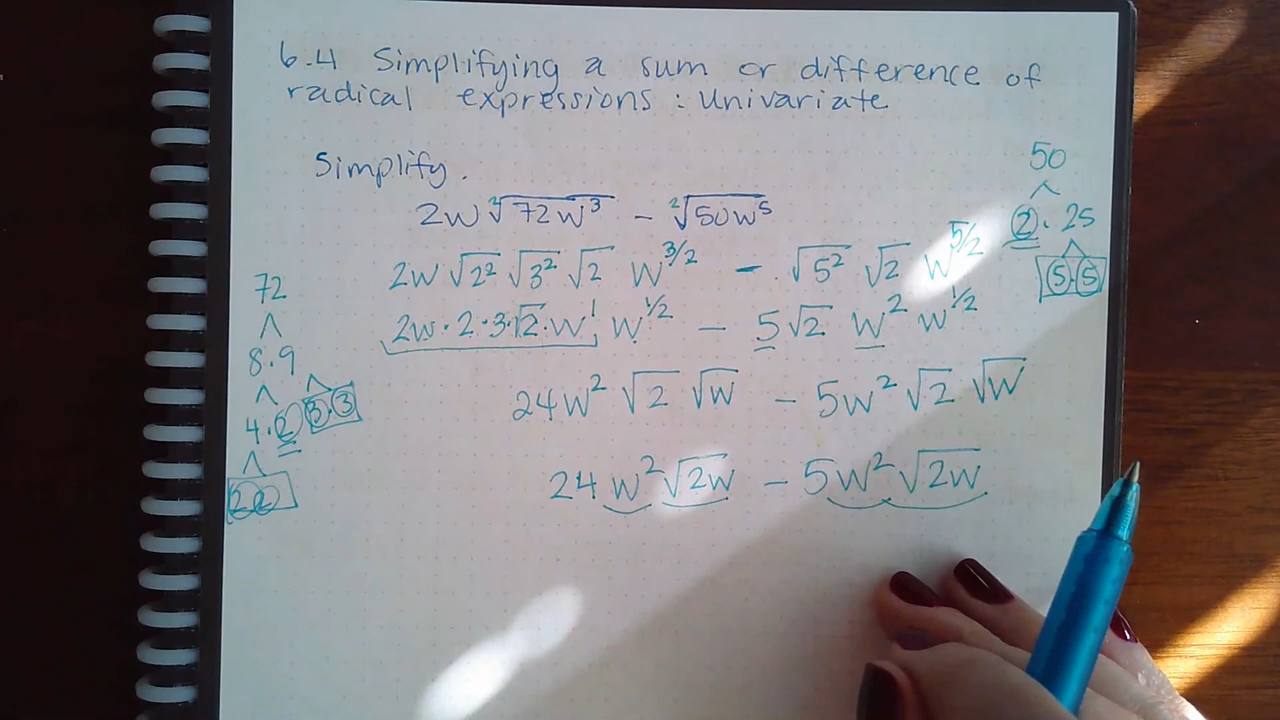 6.4 Simplifying a sum or difference of
radical expressions: Univariate
Simplify.
2w ²√72w³ - ²√50w⁵
2w √2² √3² √2 w^3/2 - √5² √2 w^5/2
2w · 2 · 3 · √2 · w¹ w^1/2 - 5√2 w² w^1/2
24w² √2 √w - 5w² √2 √w
24w² √2w - 5w² √2w
72
8·9
4·2 3·3
2·2
50
2·25
5·5